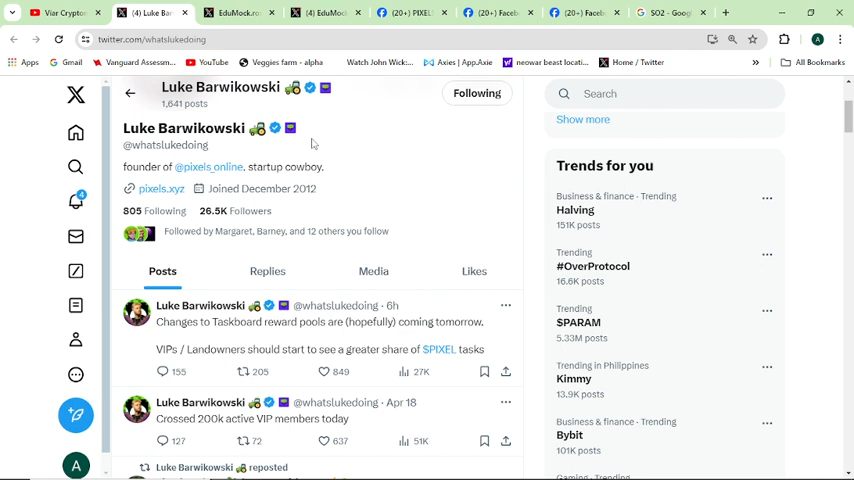 Viar Crypto
(4) Luke Bar
EduMock.ro
(4) EduMoc
(20+) PIXEL
(20+) Faceb
(20+) Faceb
SO2 - Googl
twitter.com/whatslukedoing
Apps
Gmail
Vanguard Assessm...
YouTube
Veggies farm - alpha
Watch John Wick:...
Axies | App.Axie
neowar beast locati...
Home / Twitter
»
All Bookmarks
Luke Barwikowski
1,641 posts
Following
Search
Luke Barwikowski
@whatslukedoing
founder of @pixels_online. startup cowboy.
pixels.xyz Joined December 2012
805 Following 26.5K Followers
Followed by Margaret, Barney, and 12 others you follow
Posts Replies Media Likes
Luke Barwikowski @whatslukedoing · 6h
Changes to Taskboard reward pools are (hopefully) coming tomorrow.
VIPs / Landowners should start to see a greater share of $PIXEL tasks
155 205 849 27K
Luke Barwikowski @whatslukedoing · Apr 18
Crossed 200k active VIP members today
127 72 637 51K
Luke Barwikowski reposted
4
A
A
Show more
Trends for you
Business & finance · Trending
Halving
151K posts
Trending
#OverProtocol
16.6K posts
Trending
$PARAM
5.33M posts
Trending in Philippines
Kimmy
13.9K posts
Business & finance · Trending
Bybit
101K posts
Gaming · Trending